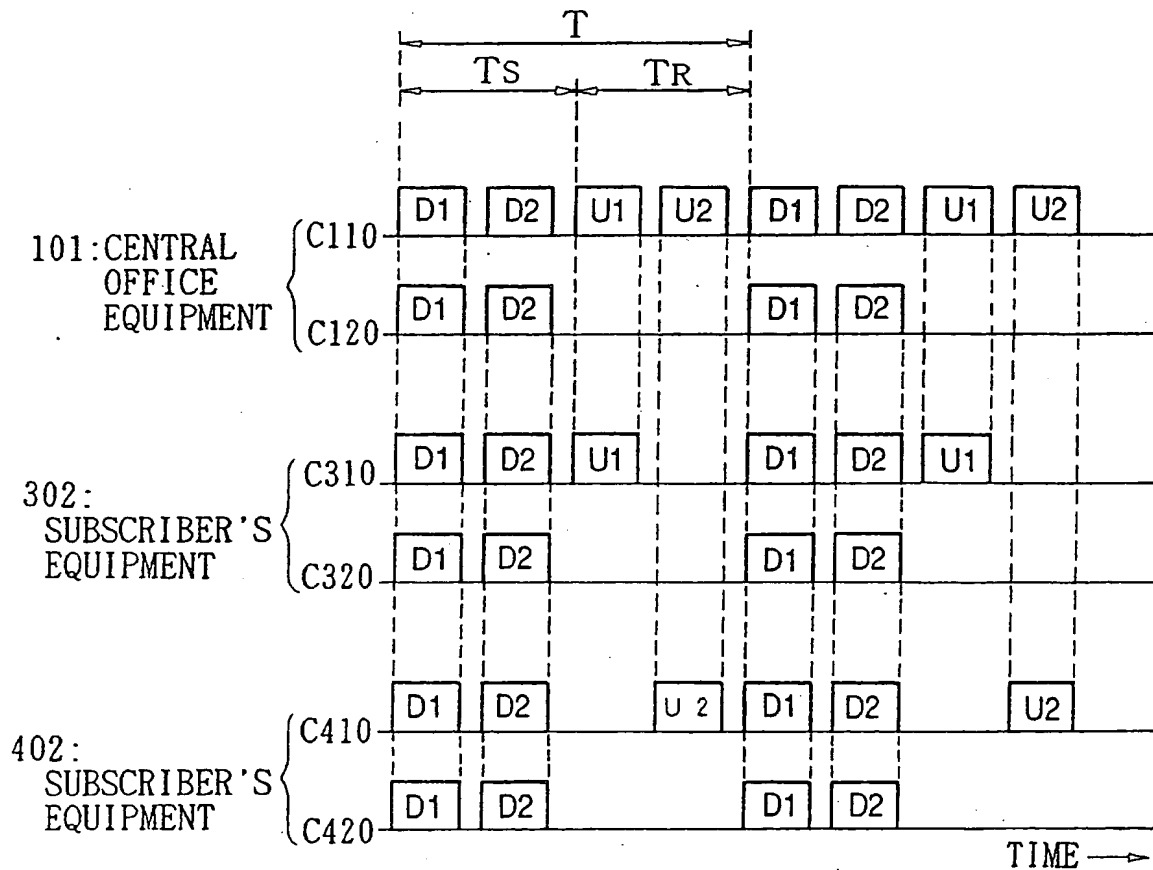 T
TS TR
D1 D2 U1 U2 D1 D2 U1 U2
C110
101:CENTRAL
OFFICE
EQUIPMENT
D1 D2 D1 D2
C120
D1 D2 U1 D1 D2 U1
C310
302:
SUBSCRIBER'S
EQUIPMENT
D1 D2 D1 D2
C320
D1 D2 U 2 D1 D2 U2
C410
402:
SUBSCRIBER'S
EQUIPMENT
D1 D2 D1 D2
C420
TIME